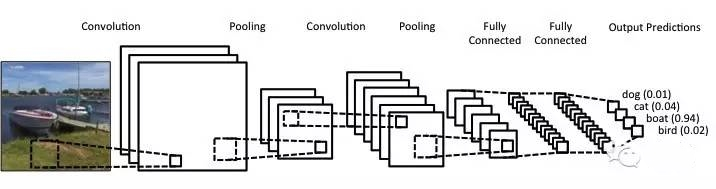 Convolution Pooling Convolution Pooling Fully Connected Fully Connected Output Predictions
dog (0.01)
cat (0.04)
boat (0.94)
bird (0.02)